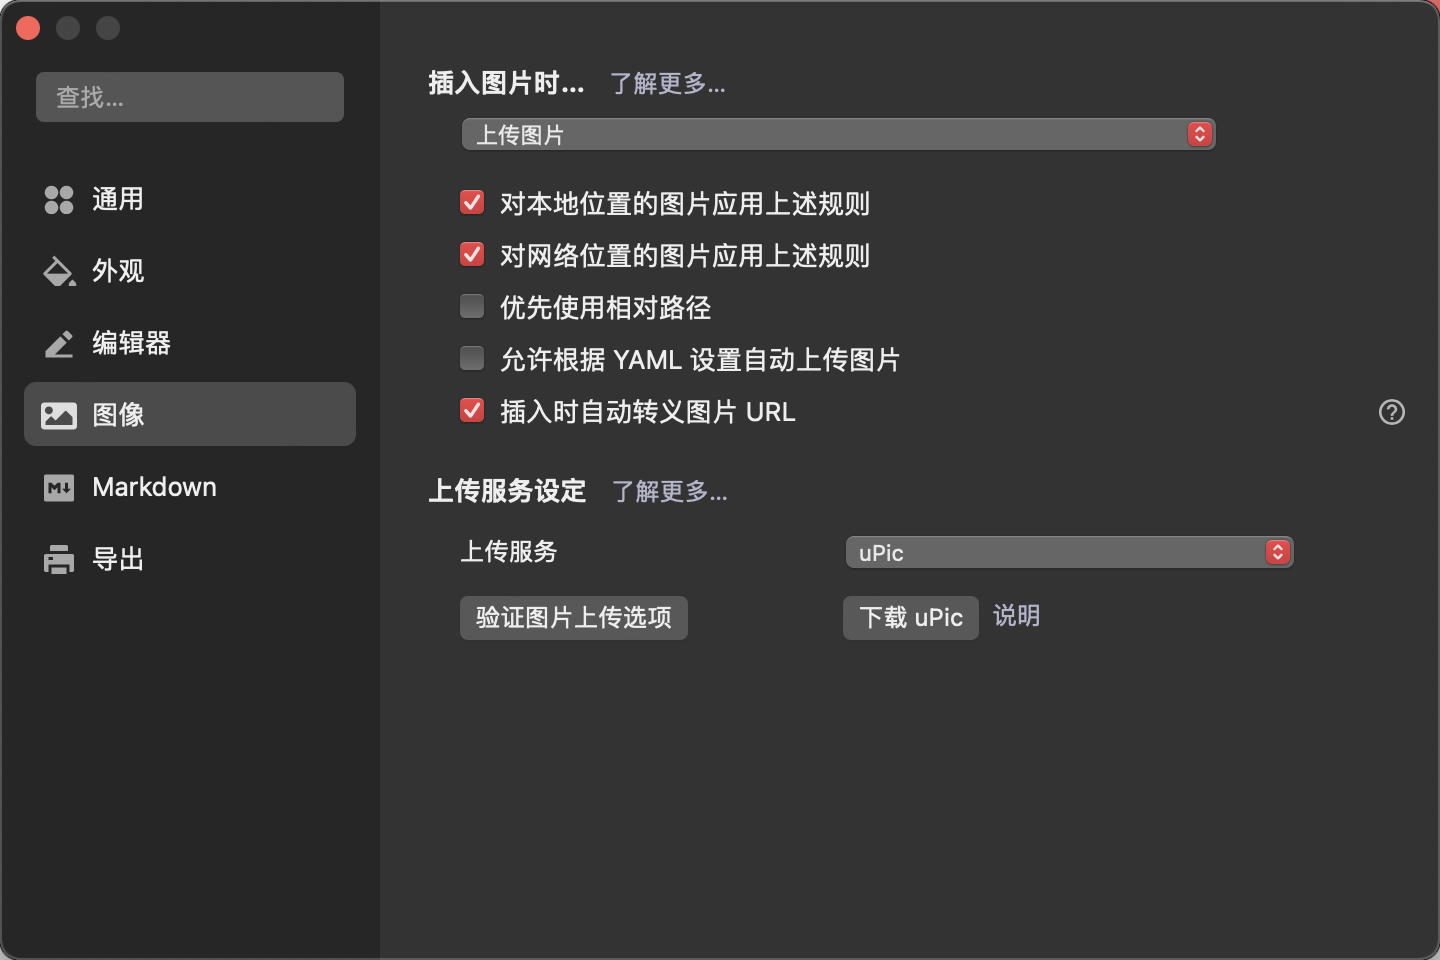 查找...
通用
外观
编辑器
图像
Markdown
导出
插入图片时... 了解更多...
上传图片
对本地位置的图片应用上述规则
对网络位置的图片应用上述规则
优先使用相对路径
允许根据 YAML 设置自动上传图片
插入时自动转义图片 URL
上传服务设定 了解更多...
上传服务 uPic
验证图片上传选项 下载 uPic 说明